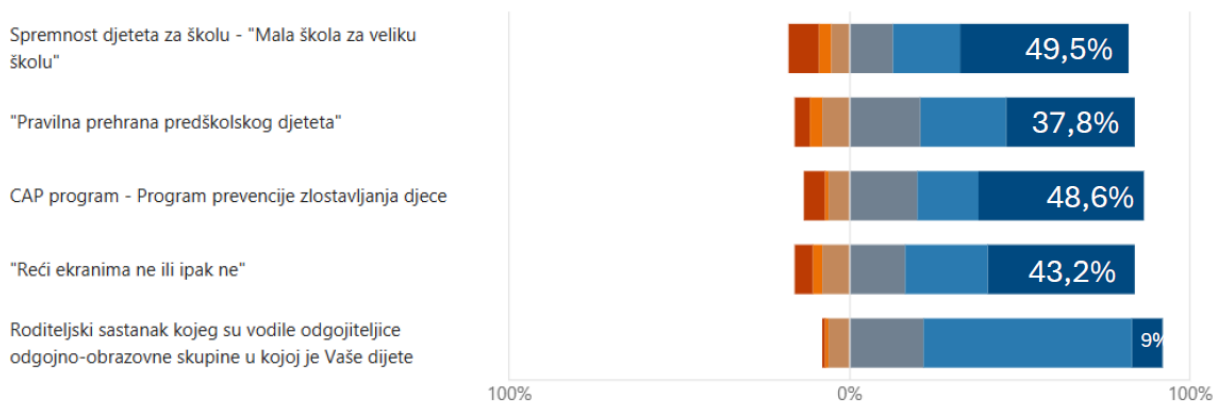 Spremnost djeteta za školu - "Mala škola za veliku
školu"
49,5%
"Pravilna prehrana predškolskog djeteta"
37,8%
CAP program - Program prevencije zlostavljanja djece
48,6%
"Reći ekranima ne ili ipak ne"
43,2%
Roditeljski sastanak kojeg su vodile odgojiteljice
odgojno-obrazovne skupine u kojoj je Vaše dijete
9%
100%
0%
100%